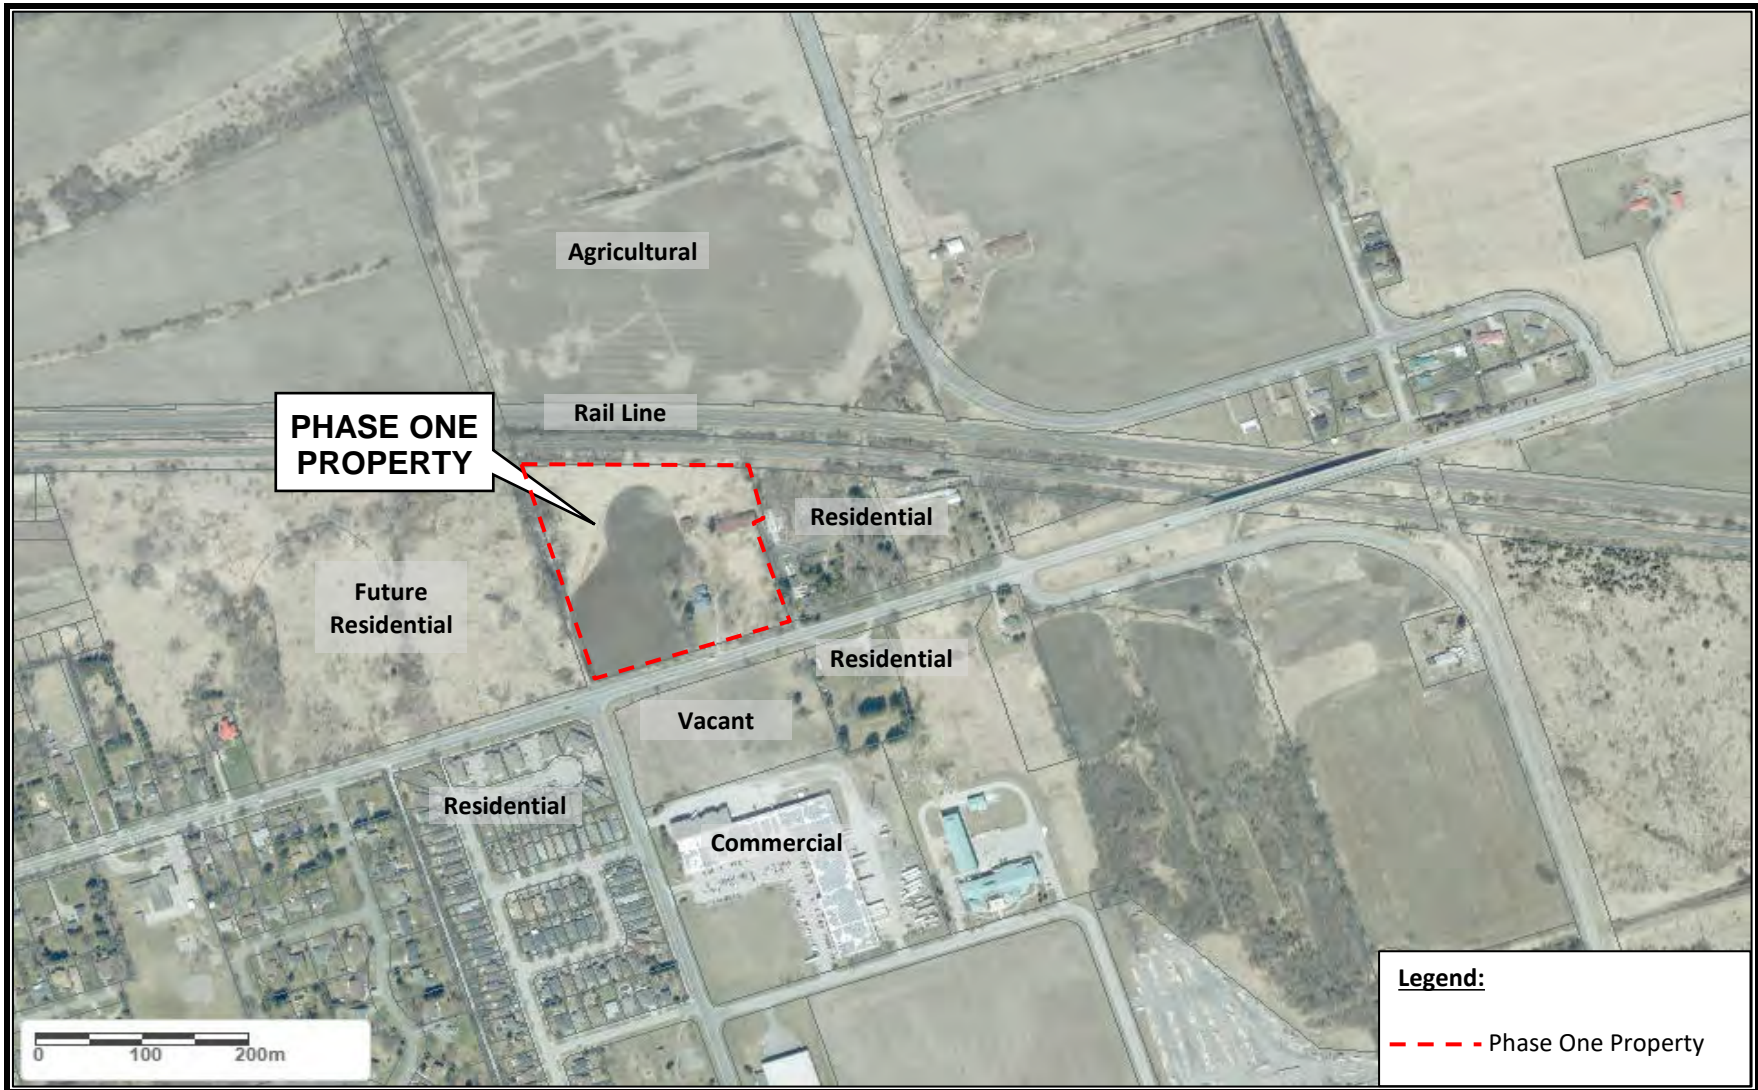 Agricultural
Rail Line
PHASE ONE
PROPERTY
Residential
Future
Residential
Residential
Vacant
Residential
Commercial
Legend:
Phase One Property
0 100 200m